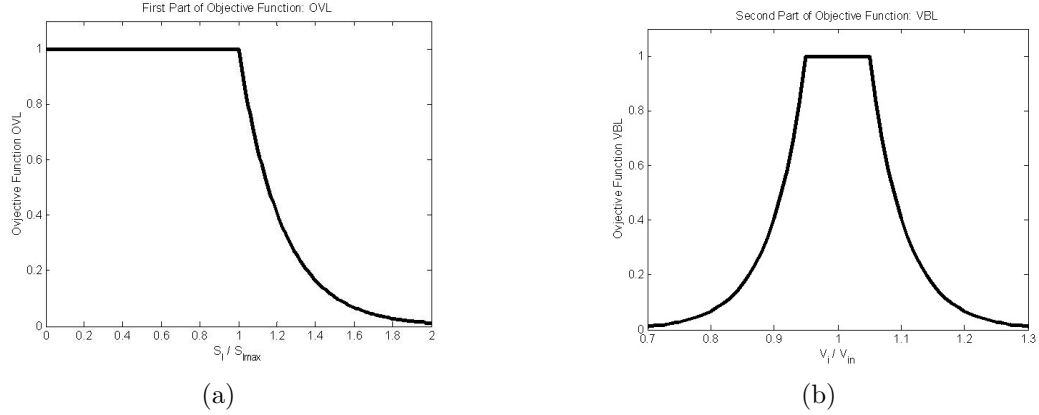 First Part of Objective Function: OVL
Ovjective Function OVL
1
0.8
0.6
0.4
0.2
0
0 0.2 0.4 0.6 0.8 1 1.2 1.4 1.6 1.8 2
S_l / S_lmax
(a)
Second Part of Objective Function: VBL
Ovjective Function VBL
1
0.8
0.6
0.4
0.2
0
0.7 0.8 0.9 1 1.1 1.2 1.3
V_i / V_in
(b)